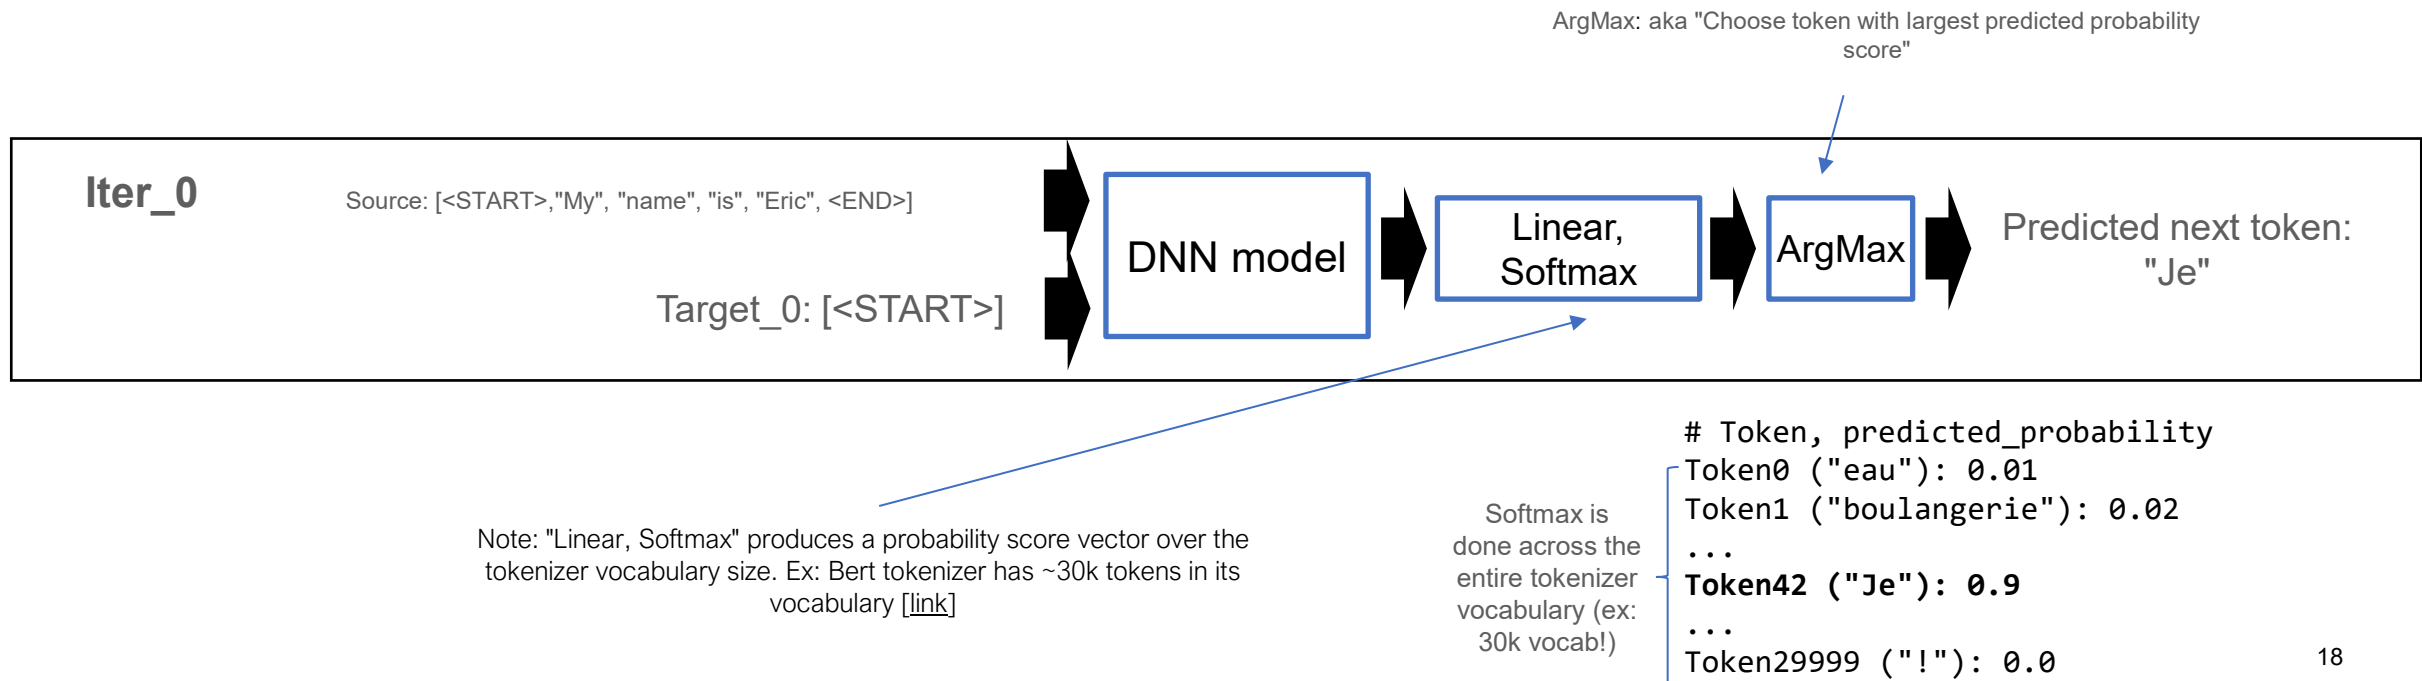 ArgMax: aka "Choose token with largest predicted probability
score"
Iter_0
Source: [<START>,"My", "name", "is", "Eric", <END>]
Target_0: [<START>]
DNN model
Linear,
Softmax
ArgMax
Predicted next token:
"Je"
Note: "Linear, Softmax" produces a probability score vector over the
tokenizer vocabulary size. Ex: Bert tokenizer has ~30k tokens in its
vocabulary [link]
Softmax is
done across the
entire tokenizer
vocabulary (ex:
30k vocab!)
# Token, predicted_probability
Token0 ("eau"): 0.01
Token1 ("boulangerie"): 0.02
...
Token42 ("Je"): 0.9
...
Token29999 ("!"): 0.0
18